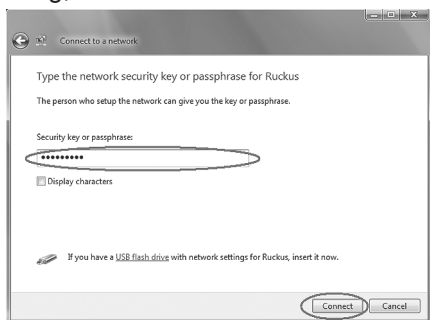 Connect to a network
Type the network security key or passphrase for Ruckus
The person who setup the network can give you the key or passphrase.
Security key or passphrase:
•••••••••
Display characters
If you have a USB flash drive with network settings for Ruckus, insert it now.
Connect Cancel